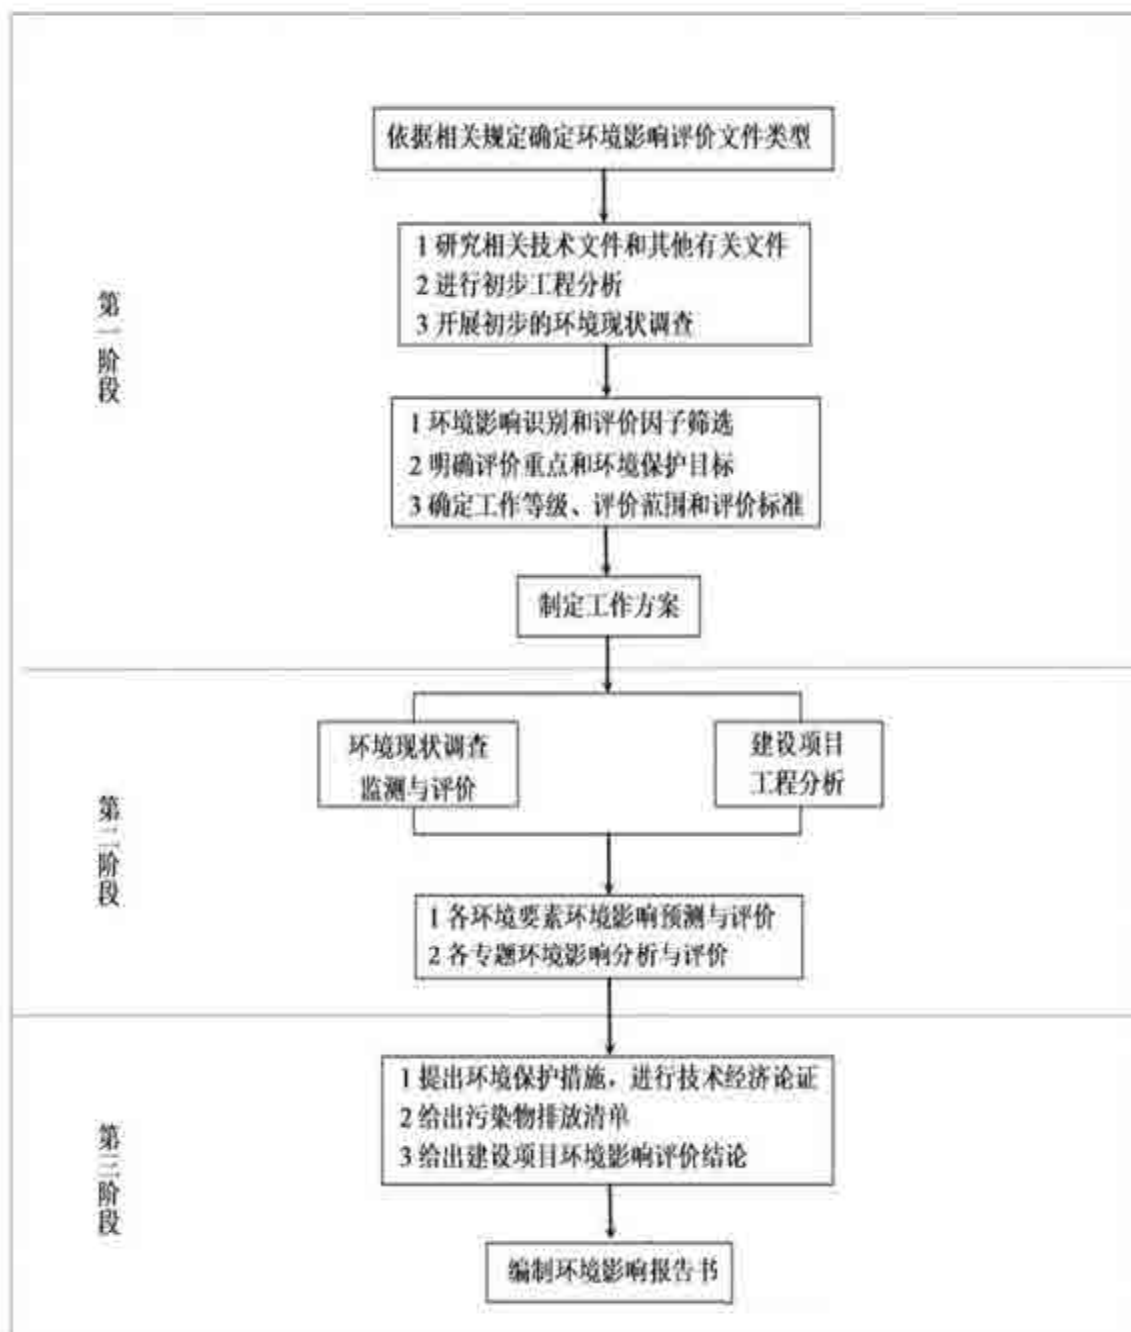 依据相关规定确定环境影响评价文件类型
1 研究相关技术文件和其他有关文件
2 进行初步工程分析
3 开展初步的环境现状调查
第一阶段
1 环境影响识别和评价因子筛选
2 明确评价重点和环境保护目标
3 确定工作等级、评价范围和评价标准
制定工作方案
环境现状调查
监测与评价
建设项目
工程分析
第二阶段
1 各环境要素环境影响预测与评价
2 各专题环境影响分析与评价
1 提出环境保护措施，进行技术经济论证
2 给出污染物排放清单
3 给出建设项目环境影响评价结论
第三阶段
编制环境影响报告书